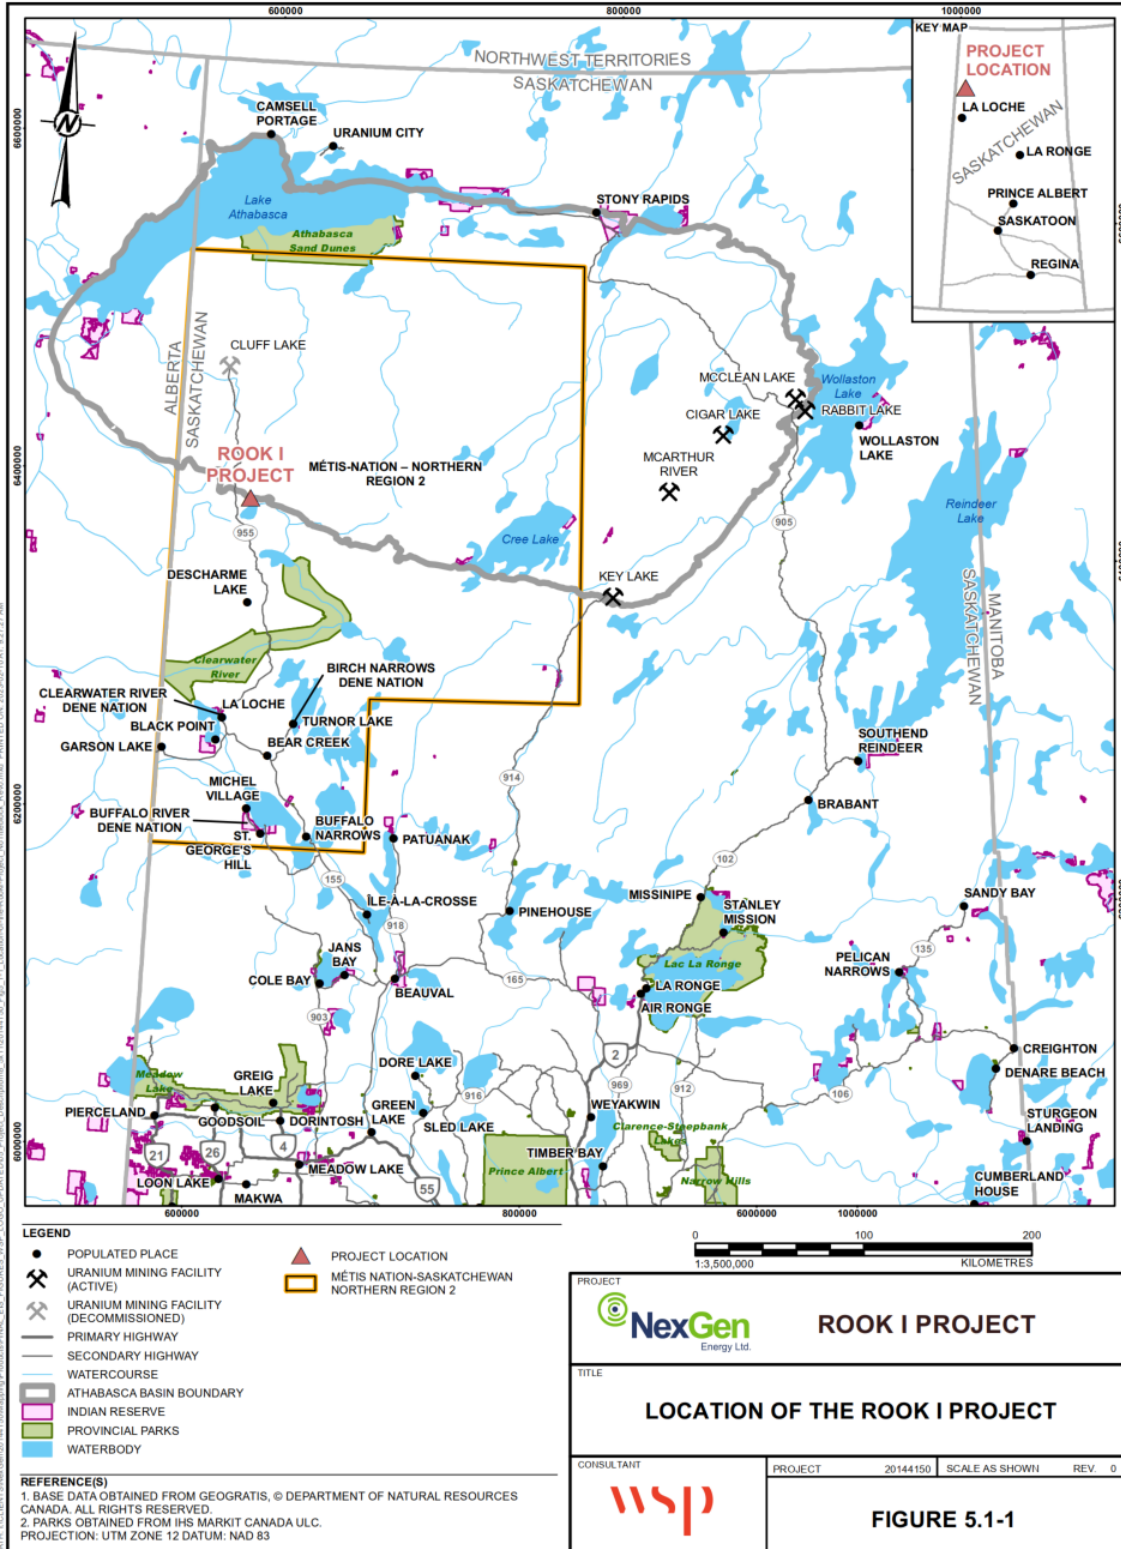 600000
800000
1000000
KEY MAP
PROJECT
LOCATION
LA LOCHE
SASKATCHEWAN
LA RONGE
PRINCE ALBERT
SASKATOON
REGINA
NORTHWEST TERRITORIES
SASKATCHEWAN
N
6600000
CAMSELL
PORTAGE
URANIUM CITY
Lake
Athabasca
Athabasca
Sand Dunes
STONY RAPIDS
ALBERTA
SASKATCHEWAN
CLUFF LAKE
MCCLEAN LAKE
Wollaston
Lake
CIGAR LAKE
RABBIT LAKE
WOLLASTON
LAKE
MCARTHUR
RIVER
6400000
ROOK I
PROJECT
MÉTIS-NATION – NORTHERN
REGION 2
Reindeer
Lake
955
905
Cree Lake
KEY LAKE
DESCHARME
LAKE
SASKATCHEWAN
MANITOBA
Clearwater
River
BIRCH NARROWS
DENE NATION
CLEARWATER RIVER
DENE NATION
LA LOCHE
BLACK POINT
TURNOR LAKE
GARSON LAKE
BEAR CREEK
SOUTHEND
REINDEER
914
MICHEL
VILLAGE
6200000
BRABANT
BUFFALO RIVER
DENE NATION
ST.
GEORGE'S
HILL
BUFFALO
NARROWS
PATUANAK
102
155
MISSINIPE
SANDY BAY
ÎLE-À-LA-CROSSE
PINEHOUSE
STANLEY
MISSION
918
135
JANS
BAY
PELICAN
NARROWS
Lac La Ronge
COLE BAY
BEAUVAL
165
LA RONGE
AIR RONGE
903
CREIGHTON
2
DORE LAKE
DENARE BEACH
Meadow
Lake
GREIG
LAKE
916
969
912
106
PIERCELAND
GOODSOIL
DORINTOSH
GREEN
LAKE
SLED LAKE
WEYAKWIN
Clarence-Steepbank
Lakes
STURGEON
LANDING
6000000
21
26
4
TIMBER BAY
MEADOW LAKE
Prince Albert
Narrow Hills
LOON LAKE
MAKWA
55
CUMBERLAND
HOUSE
600000
800000
6000000
1000000
LEGEND
POPULATED PLACE
URANIUM MINING FACILITY
(ACTIVE)
URANIUM MINING FACILITY
(DECOMMISSIONED)
PRIMARY HIGHWAY
SECONDARY HIGHWAY
WATERCOURSE
ATHABASCA BASIN BOUNDARY
INDIAN RESERVE
PROVINCIAL PARKS
WATERBODY
PROJECT LOCATION
MÉTIS NATION-SASKATCHEWAN
NORTHERN REGION 2
0 100 200
1:3,500,000 KILOMETRES
REFERENCE(S)
1. BASE DATA OBTAINED FROM GEOGRATIS, © DEPARTMENT OF NATURAL RESOURCES
CANADA. ALL RIGHTS RESERVED.
2. PARKS OBTAINED FROM IHS MARKIT CANADA ULC.
PROJECTION: UTM ZONE 12 DATUM: NAD 83
PROJECT
NexGen
Energy Ltd.
ROOK I PROJECT
TITLE
LOCATION OF THE ROOK I PROJECT
CONSULTANT
wsp
PROJECT 20144150 SCALE AS SHOWN REV. 0
FIGURE 5.1-1